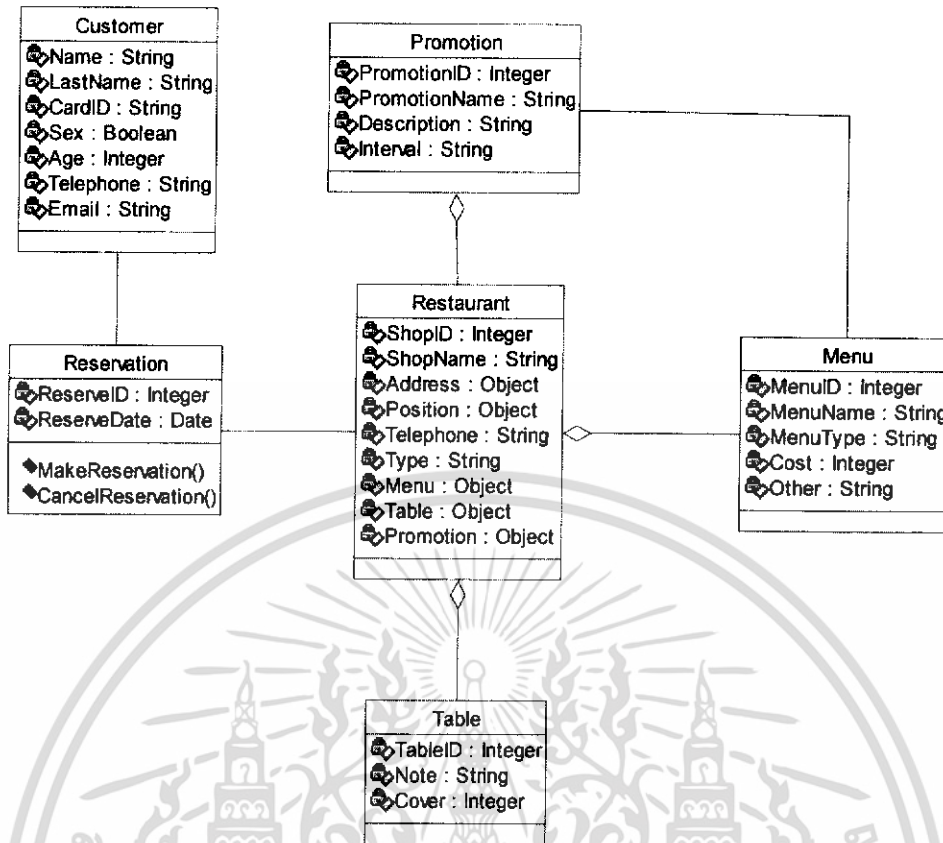 Customer
Name : String
LastName : String
CardID : String
Sex : Boolean
Age : Integer
Telephone : String
Email : String
Promotion
PromotionID : Integer
PromotionName : String
Description : String
Interval : String
Reservation
ReserveID : Integer
ReserveDate : Date
MakeReservation()
CancelReservation()
Restaurant
ShopID : Integer
ShopName : String
Address : Object
Position : Object
Telephone : String
Type : String
Menu : Object
Table : Object
Promotion : Object
Menu
MenuID : Integer
MenuName : String
MenuType : String
Cost : Integer
Other : String
Table
TableID : Integer
Note : String
Cover : Integer